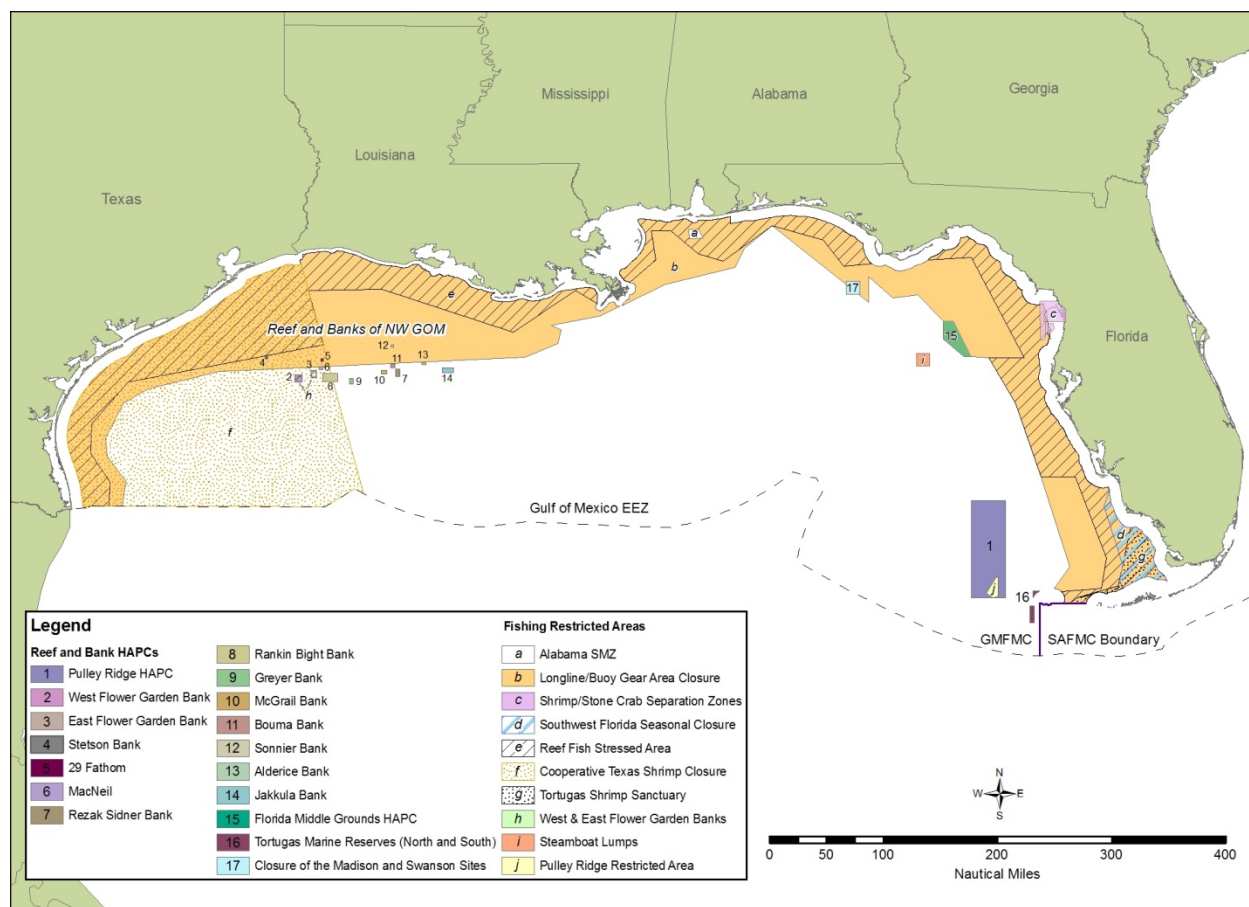 Mississippi
Alabama
Georgia
Louisiana
Texas
Florida
a
b
17
e
Reef and Banks of NW GOM
c
15
i
12
5
4
6
11
13
3
2
8
9
10
7
14
h
f
Gulf of Mexico EEZ
1
d
g
j
16
GMFMC
SAFMC Boundary
Legend
Reef and Bank HAPCs
1 Pulley Ridge HAPC
2 West Flower Garden Bank
3 East Flower Garden Bank
4 Stetson Bank
5 29 Fathom
6 MacNeil
7 Rezak Sidner Bank
8 Rankin Bight Bank
9 Greyer Bank
10 McGrail Bank
11 Bouma Bank
12 Sonnier Bank
13 Alderice Bank
14 Jakkula Bank
15 Florida Middle Grounds HAPC
16 Tortugas Marine Reserves (North and South)
17 Closure of the Madison and Swanson Sites
Fishing Restricted Areas
a Alabama SMZ
b Longline/Buoy Gear Area Closure
c Shrimp/Stone Crab Separation Zones
d Southwest Florida Seasonal Closure
e Reef Fish Stressed Area
f Cooperative Texas Shrimp Closure
g Tortugas Shrimp Sanctuary
h West & East Flower Garden Banks
i Steamboat Lumps
j Pulley Ridge Restricted Area
N
W E
S
0 50 100 200 300 400
Nautical Miles